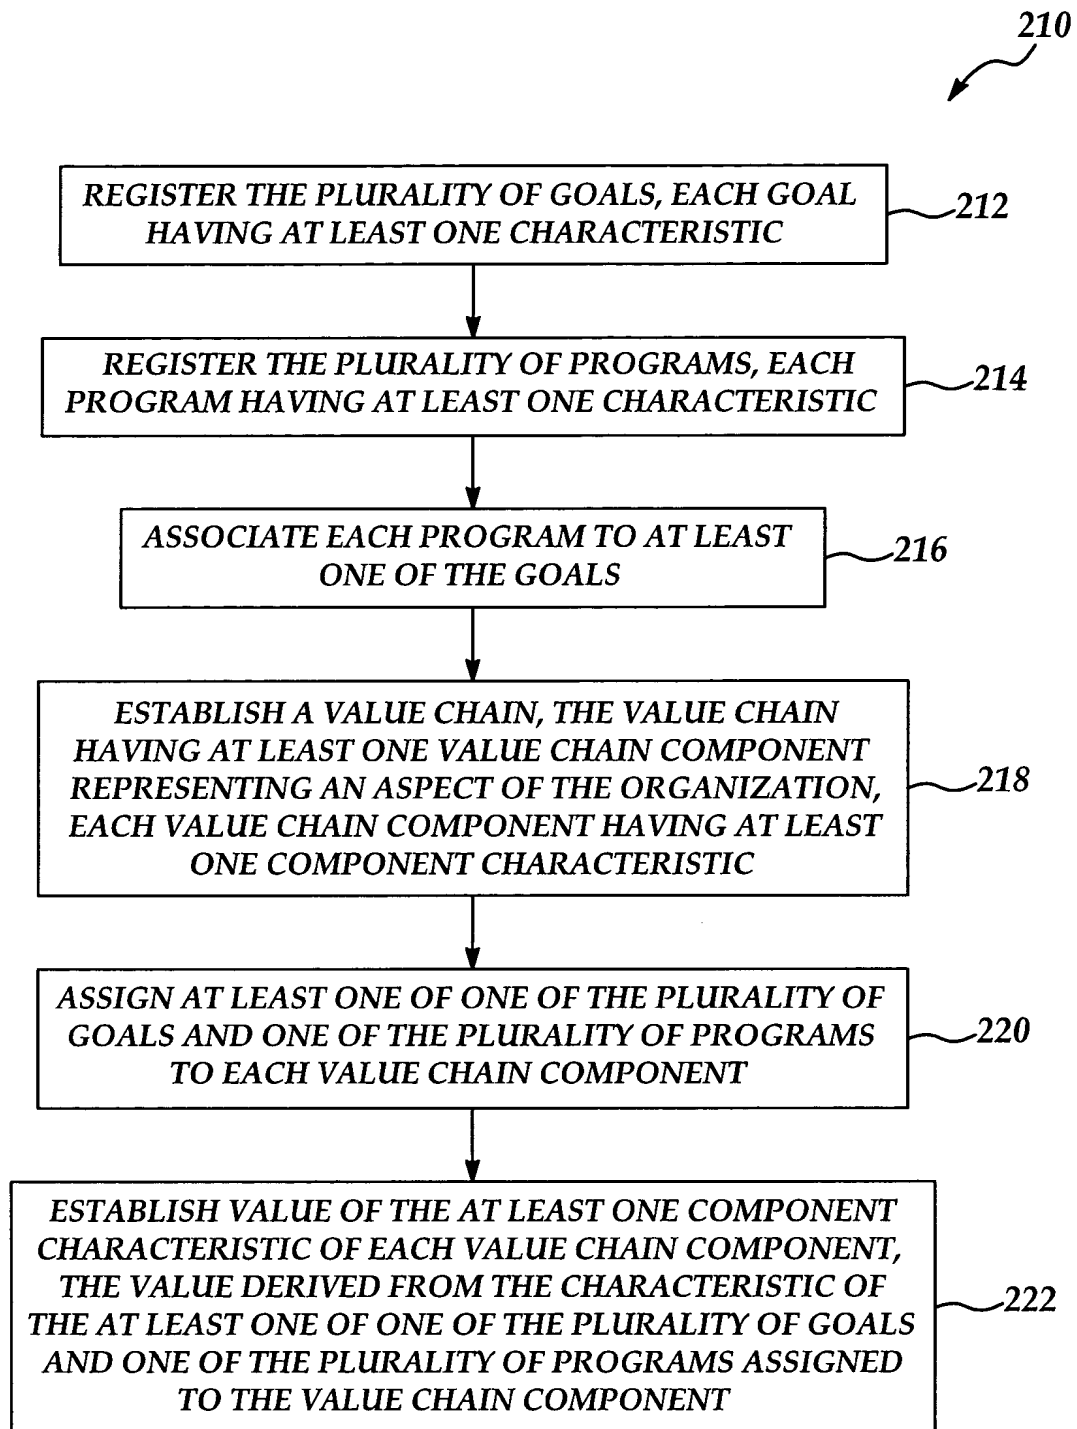 210
REGISTER THE PLURALITY OF GOALS, EACH GOAL
HAVING AT LEAST ONE CHARACTERISTIC
212
REGISTER THE PLURALITY OF PROGRAMS, EACH
PROGRAM HAVING AT LEAST ONE CHARACTERISTIC
214
ASSOCIATE EACH PROGRAM TO AT LEAST
ONE OF THE GOALS
216
ESTABLISH A VALUE CHAIN, THE VALUE CHAIN
HAVING AT LEAST ONE VALUE CHAIN COMPONENT
REPRESENTING AN ASPECT OF THE ORGANIZATION,
EACH VALUE CHAIN COMPONENT HAVING AT LEAST
ONE COMPONENT CHARACTERISTIC
218
ASSIGN AT LEAST ONE OF ONE OF THE PLURALITY OF
GOALS AND ONE OF THE PLURALITY OF PROGRAMS
TO EACH VALUE CHAIN COMPONENT
220
ESTABLISH VALUE OF THE AT LEAST ONE COMPONENT
CHARACTERISTIC OF EACH VALUE CHAIN COMPONENT,
THE VALUE DERIVED FROM THE CHARACTERISTIC OF
THE AT LEAST ONE OF ONE OF THE PLURALITY OF GOALS
AND ONE OF THE PLURALITY OF PROGRAMS ASSIGNED
TO THE VALUE CHAIN COMPONENT
222